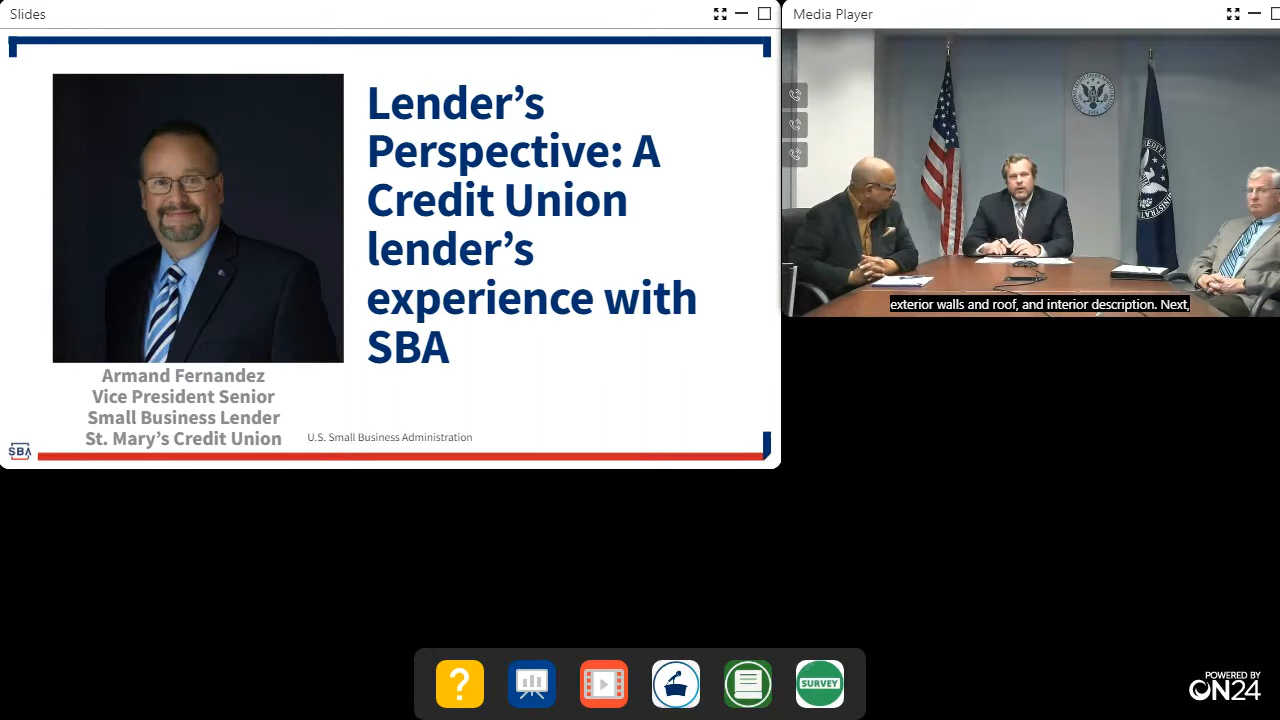 Slides
Lender’s
Perspective: A
Credit Union
lender’s
experience with
SBA
Armand Fernandez
Vice President Senior
Small Business Lender
St. Mary’s Credit Union
U.S. Small Business Administration
SBA
Media Player
exterior walls and roof, and interior description. Next,
?
SURVEY
POWERED BY
ON24